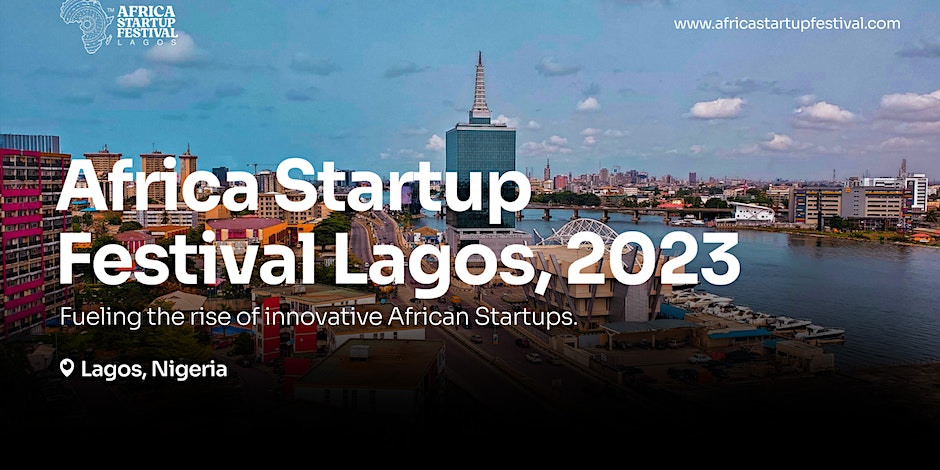 ™
AFRICA
STARTUP
FESTIVAL
LAGOS
www.africastartupfestival.com
Africa Startup
Festival Lagos, 2023
Fueling the rise of innovative African Startups.
Lagos, Nigeria